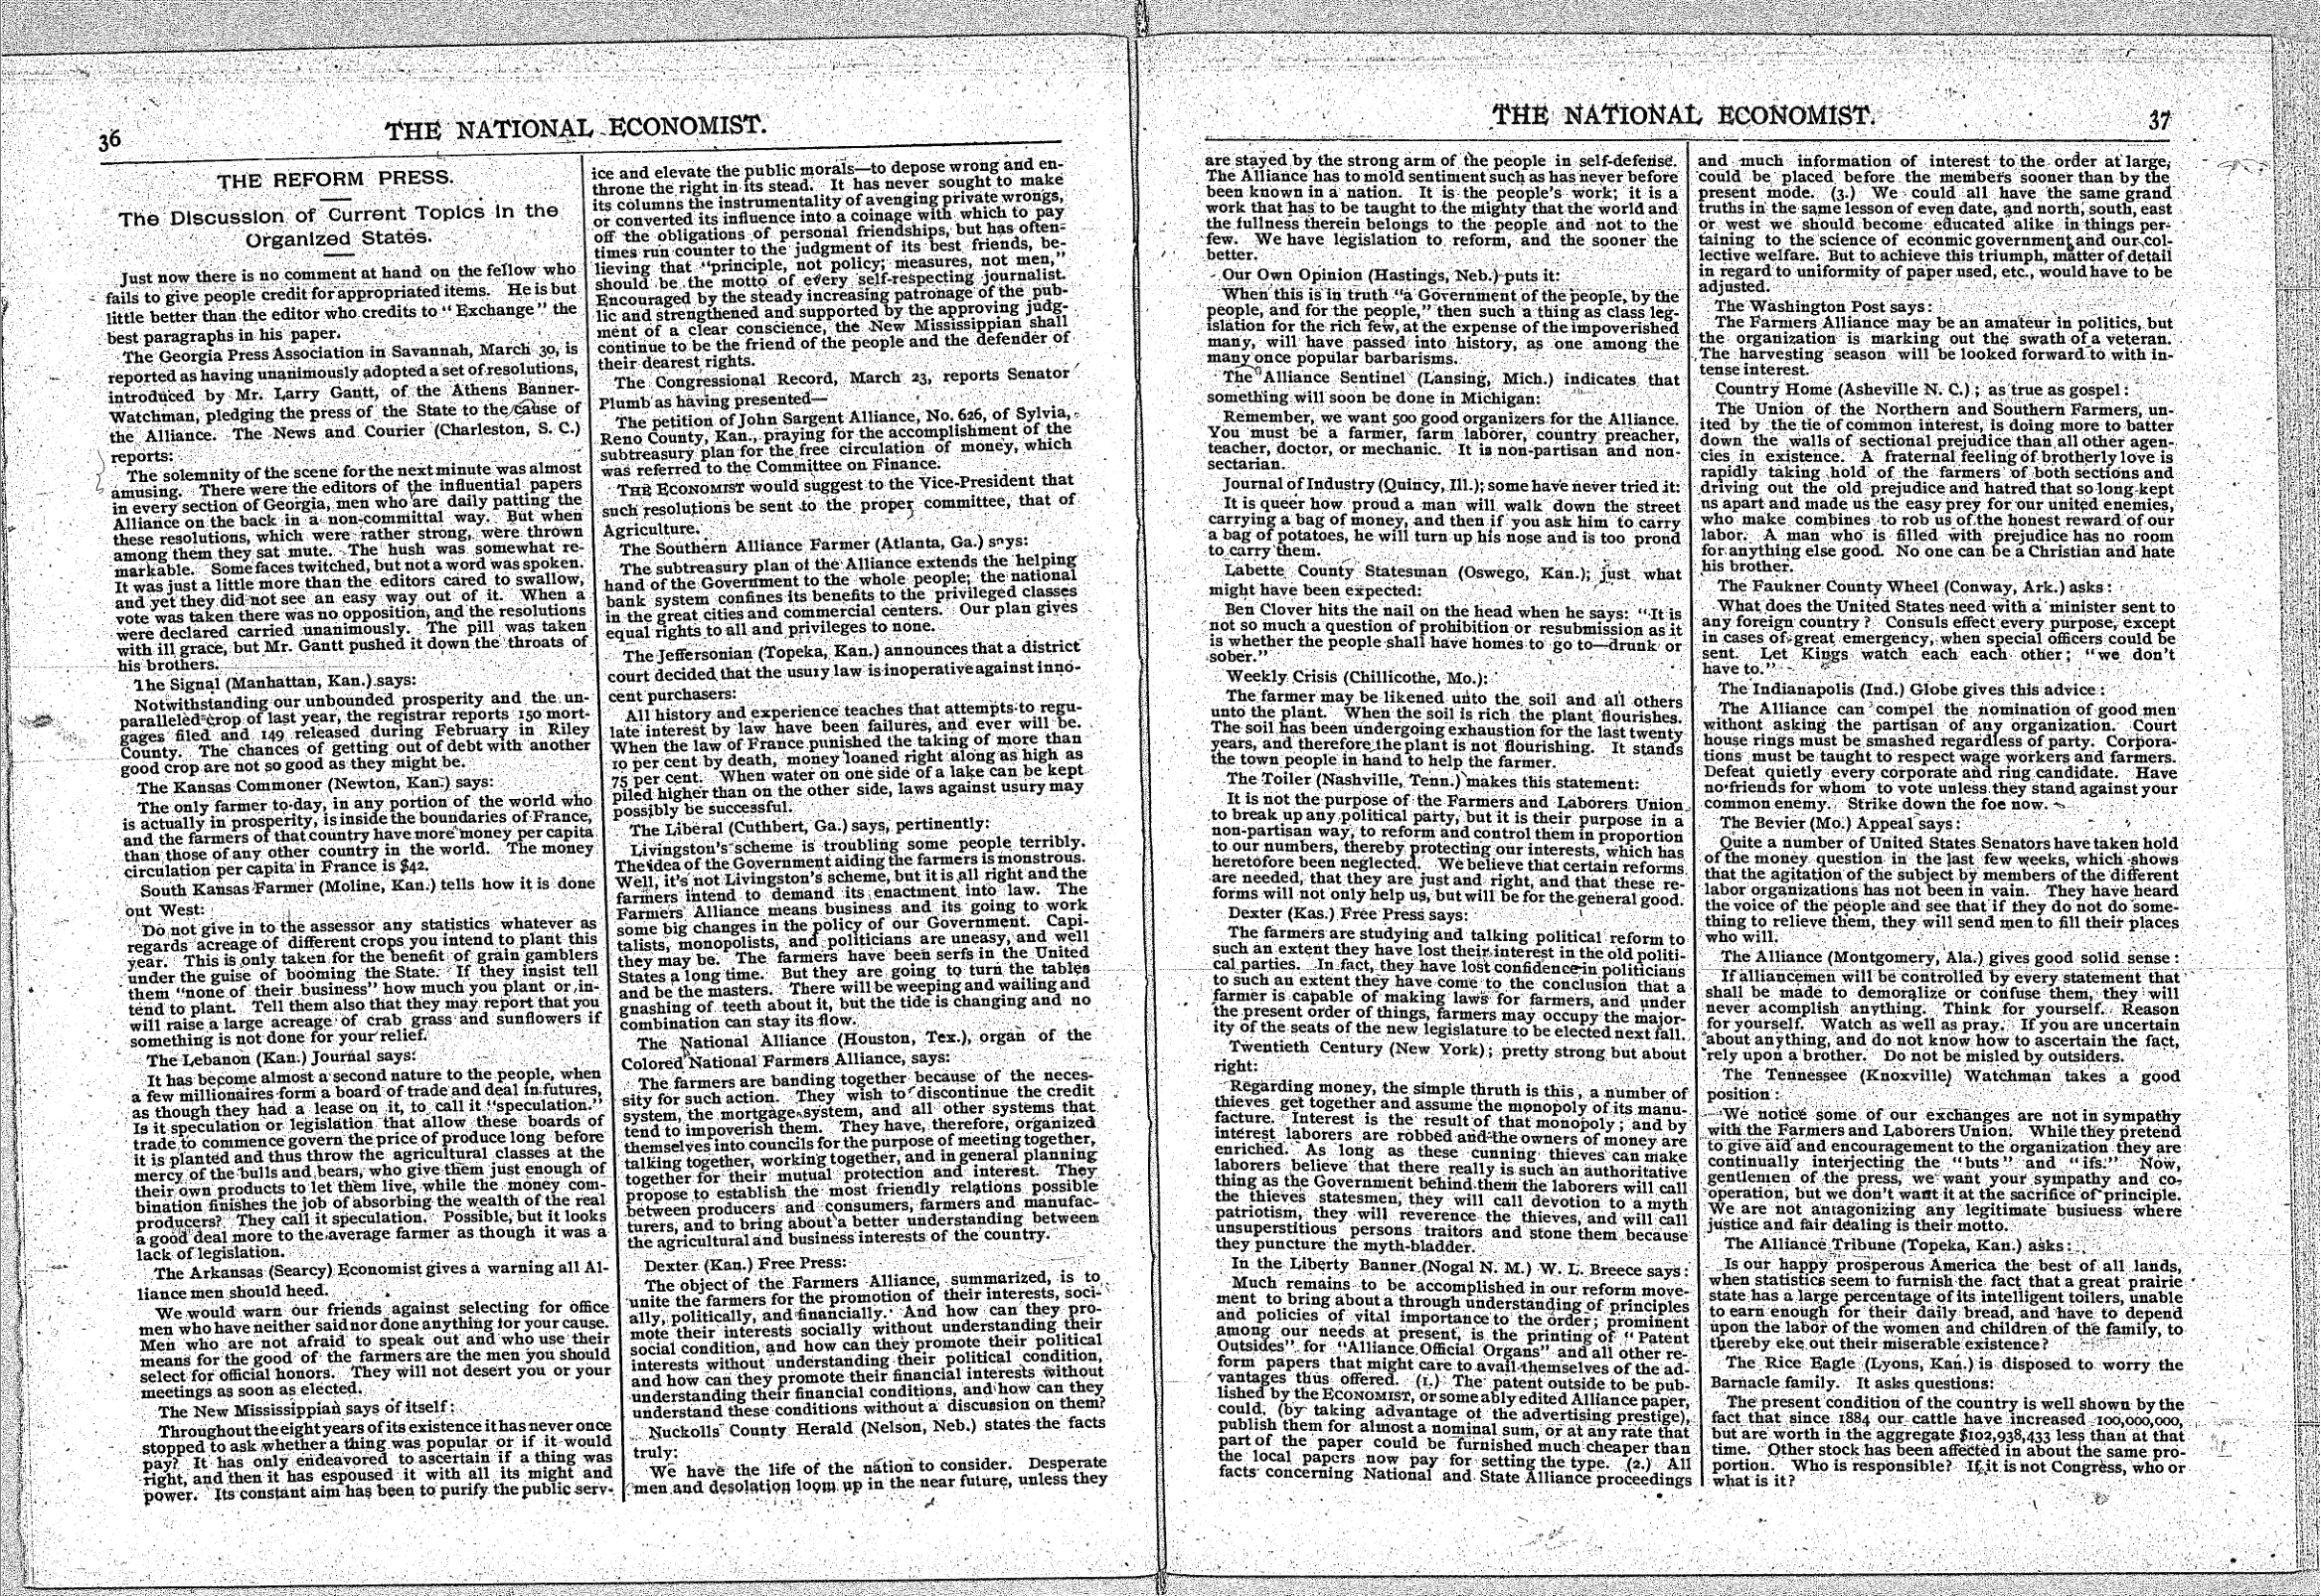 36
THE NATIONAL ECONOMIST.
THE REFORM PRESS.
The Discussion of Current Topics in the
Organized States.
Just now there is no comment at hand on the fellow who
fails to give people credit for appropriated items. He is but
little better than the editor who credits to "Exchange" the
best paragraphs in his paper.
The Georgia Press Association in Savannah, March 30, is
reported as having unanimously adopted a set of resolutions,
introduced by Mr. Larry Gantt, of the Athens Banner-
Watchman, pledging the press of the State to the cause of
the Alliance. The News and Courier (Charleston, S. C.)
reports:
The solemnity of the scene for the next minute was almost
amusing. There were the editors of the influential papers
in every section of Georgia, men who are daily patting the
Alliance on the back in a non-committal way. But when
these resolutions, which were rather strong, were thrown
among them they sat mute. The hush was somewhat re-
markable. Some faces twitched, but not a word was spoken.
It was just a little more than the editors cared to swallow,
and yet they did not see an easy way out of it. When a
vote was taken there was no opposition, and the resolutions
were declared carried unanimously. The pill was taken
with ill grace, but Mr. Gantt pushed it down the throats of
his brothers.
The Signal (Manhattan, Kan.) says:
Notwithstanding our unbounded prosperity and the un-
paralleled crop of last year, the registrar reports 150 mort-
gages filed and 149 released during February in Riley
County. The chances of getting out of debt with another
good crop are not so good as they might be.
The Kansas Commoner (Newton, Kan.) says:
The only farmer to-day, in any portion of the world who
is actually in prosperity, is inside the boundaries of France,
and the farmers of that country have more money per capita
than those of any other country in the world. The money
circulation per capita in France is $42.
South Kansas Farmer (Moline, Kan.) tells how it is done
out West:
Do not give in to the assessor any statistics whatever as
regards acreage of different crops you intend to plant this
year. This is only taken for the benefit of grain gamblers
under the guise of booming the State. If they insist tell
them "none of their business" how much you plant or in-
tend to plant. Tell them also that they may report that you
will raise a large acreage of crab grass and sunflowers if
something is not done for your relief.
The Lebanon (Kan.) Journal says:
It has become almost a second nature to the people, when
a few millionaires form a board of trade and deal in futures,
as though they had a lease on it, to call it "speculation."
Is it speculation or legislation that allow these boards of
trade to commence govern the price of produce long before
it is planted and thus throw the agricultural classes at the
mercy of the bulls and bears, who give them just enough of
their own products to let them live, while the money com-
bination finishes the job of absorbing the wealth of the real
producers? They call it speculation. Possible, but it looks
a good deal more to the average farmer as though it was a
lack of legislation.
The Arkansas (Searcy) Economist gives a warning all Al-
liance men should heed.
We would warn our friends against selecting for office
men who have neither said nor done anything for your cause.
Men who are not afraid to speak out and who use their
means for the good of the farmers are the men you should
select for official honors. They will not desert you or your
meetings as soon as elected.
The New Mississippian says of itself:
Throughout the eight years of its existence it has never once
stopped to ask whether a thing was popular or if it would
pay? It has only endeavored to ascertain if a thing was
right, and then it has espoused it with all its might and
power. Its constant aim has been to purify the public serv-
ice and elevate the public morals—to depose wrong and en-
throne the right in its stead. It has never sought to make
its columns the instrumentality of avenging private wrongs,
or converted its influence into a coinage with which to pay
off the obligations of personal friendships, but has often-
times run counter to the judgment of its best friends, be-
lieving that "principle, not policy; measures, not men,"
should be the motto of every self-respecting journalist.
Encouraged by the steady increasing patronage of the pub-
lic and strengthened and supported by the approving judg-
ment of a clear conscience, the New Mississippian shall
continue to be the friend of the people and the defender of
their dearest rights.
The Congressional Record, March 23, reports Senator
Plumb as having presented—
The petition of John Sargent Alliance, No. 626, of Sylvia,
Reno County, Kan., praying for the accomplishment of the
subtreasury plan for the free circulation of money, which
was referred to the Committee on Finance.
THE ECONOMIST would suggest to the Vice-President that
such resolutions be sent to the proper committee, that of
Agriculture.
The Southern Alliance Farmer (Atlanta, Ga.) says:
The subtreasury plan of the Alliance extends the helping
hand of the Government to the whole people; the national
bank system confines its benefits to the privileged classes
in the great cities and commercial centers. Our plan gives
equal rights to all and privileges to none.
The Jeffersonian (Topeka, Kan.) announces that a district
court decided that the usury law is inoperative against inno-
cent purchasers:
All history and experience teaches that attempts to regu-
late interest by law have been failures, and ever will be.
When the law of France punished the taking of more than
10 per cent by death, money loaned right along as high as
75 per cent. When water on one side of a lake can be kept
piled higher than on the other side, laws against usury may
possibly be successful.
The Liberal (Cuthbert, Ga.) says, pertinently:
Livingston's scheme is troubling some people terribly.
The idea of the Government aiding the farmers is monstrous.
Well, it's not Livingston's scheme, but it is all right and the
farmers intend to demand its enactment into law. The
Farmers' Alliance means business and its going to work
some big changes in the policy of our Government. Capi-
talists, monopolists, and politicians are uneasy, and well
they may be. The farmers have been serfs in the United
States a long time. But they are going to turn the tables
and be the masters. There will be weeping and wailing and
gnashing of teeth about it, but the tide is changing and no
combination can stay its flow.
The National Alliance (Houston, Tex.), organ of the
Colored National Farmers Alliance, says:
The farmers are banding together because of the neces-
sity for such action. They wish to discontinue the credit
system, the mortgage system, and all other systems that
tend to impoverish them. They have, therefore, organized
themselves into councils for the purpose of meeting together,
talking together, working together, and in general planning
together for their mutual protection and interest. They
propose to establish the most friendly relations possible
between producers and consumers, farmers and manufac-
turers, and to bring about a better understanding between
the agricultural and business interests of the country.
Dexter (Kan.) Free Press:
The object of the Farmers Alliance, summarized, is to
unite the farmers for the promotion of their interests, soci-
ally, politically, and financially. And how can they pro-
mote their interests socially without understanding their
social condition, and how can they promote their political
interests without understanding their political condition,
and how can they promote their financial interests without
understanding their financial conditions, and how can they
understand these conditions without a discussion on them?
Nuckolls County Herald (Nelson, Neb.) states the facts
truly:
We have the life of the nation to consider. Desperate
men and desolation loom up in the near future, unless they
THE NATIONAL ECONOMIST.
37
are stayed by the strong arm of the people in self-defense.
The Alliance has to mold sentiment such as has never before
been known in a nation. It is the people's work; it is a
work that has to be taught to the mighty that the world and
the fullness therein belongs to the people and not to the
few. We have legislation to reform, and the sooner the
better.
Our Own Opinion (Hastings, Neb.) puts it:
When this is in truth "a Government of the people, by the
people, and for the people," then such a thing as class leg-
islation for the rich few, at the expense of the impoverished
many, will have passed into history, as one among the
many once popular barbarisms.
The Alliance Sentinel (Lansing, Mich.) indicates that
something will soon be done in Michigan:
Remember, we want 500 good organizers for the Alliance.
You must be a farmer, farm laborer, country preacher,
teacher, doctor, or mechanic. It is non-partisan and non-
sectarian.
Journal of Industry (Quincy, Ill.); some have never tried it:
It is queer how proud a man will walk down the street
carrying a bag of money, and then if you ask him to carry
a bag of potatoes, he will turn up his nose and is too prond
to carry them.
Labette County Statesman (Oswego, Kan.); just what
might have been expected:
Ben Clover hits the nail on the head when he says: "It is
not so much a question of prohibition or resubmission as it
is whether the people shall have homes to go to—drunk or
sober."
Weekly Crisis (Chillicothe, Mo.):
The farmer may be likened unto the soil and all others
unto the plant. When the soil is rich the plant flourishes.
The soil has been undergoing exhaustion for the last twenty
years, and therefore the plant is not flourishing. It stands
the town people in hand to help the farmer.
The Toiler (Nashville, Tenn.) makes this statement:
It is not the purpose of the Farmers and Laborers Union
to break up any political party, but it is their purpose in a
non-partisan way, to reform and control them in proportion
to our numbers, thereby protecting our interests, which has
heretofore been neglected. We believe that certain reforms
are needed, that they are just and right, and that these re-
forms will not only help us, but will be for the general good.
Dexter (Kas.) Free Press says:
The farmers are studying and talking political reform to
such an extent they have lost their interest in the old politi-
cal parties. In fact, they have lost confidence in politicians
to such an extent they have come to the conclusion that a
farmer is capable of making laws for farmers, and under
the present order of things, farmers may occupy the major-
ity of the seats of the new legislature to be elected next fall.
Twentieth Century (New York); pretty strong but about
right:
Regarding money, the simple thruth is this, a number of
thieves get together and assume the monopoly of its manu-
facture. Interest is the result of that monopoly; and by
interest laborers are robbed and the owners of money are
enriched. As long as these cunning thieves can make
laborers believe that there really is such an authoritative
thing as the Government behind them the laborers will call
the thieves statesmen, they will call devotion to a myth
patriotism, they will reverence the thieves, and will call
unsuperstitious persons traitors and stone them because
they puncture the myth-bladder.
In the Liberty Banner (Nogal N. M.) W. L. Breece says:
Much remains to be accomplished in our reform move-
ment to bring about a through understanding of principles
and policies of vital importance to the order; prominent
among our needs at present, is the printing of "Patent
Outsides" for "Alliance Official Organs" and all other re-
form papers that might care to avail themselves of the ad-
vantages thus offered. (1.) The patent outside to be pub-
lished by the ECONOMIST, or some ably edited Alliance paper,
could, (by taking advantage of the advertising prestige),
publish them for almost a nominal sum, or at any rate that
part of the paper could be furnished much cheaper than
the local papers now pay for setting the type. (2.) All
facts concerning National and State Alliance proceedings
and much information of interest to the order at large,
could be placed before the members sooner than by the
present mode. (3.) We could all have the same grand
truths in the same lesson of even date, and north, south, east
or west we should become educated alike in things per-
taining to the science of econmic government and our col-
lective welfare. But to achieve this triumph, matter of detail
in regard to uniformity of paper used, etc., would have to be
adjusted.
The Washington Post says:
The Farmers Alliance may be an amateur in politics, but
the organization is marking out the swath of a veteran.
The harvesting season will be looked forward to with in-
tense interest.
Country Home (Asheville N. C.); as true as gospel:
The Union of the Northern and Southern Farmers, un-
ited by the tie of common interest, is doing more to batter
down the walls of sectional prejudice than all other agen-
cies in existence. A fraternal feeling of brotherly love is
rapidly taking hold of the farmers of both sections and
driving out the old prejudice and hatred that so long kept
us apart and made us the easy prey for our united enemies,
who make combines to rob us of the honest reward of our
labor. A man who is filled with prejudice has no room
for anything else good. No one can be a Christian and hate
his brother.
The Faukner County Wheel (Conway, Ark.) asks:
What does the United States need with a minister sent to
any foreign country? Consuls effect every purpose, except
in cases of great emergency, when special officers could be
sent. Let Kings watch each each other; "we don't
have to."
The Indianapolis (Ind.) Globe gives this advice:
The Alliance can compel the nomination of good men
without asking the partisan of any organization. Court
house rings must be smashed regardless of party. Corpora-
tions must be taught to respect wage workers and farmers.
Defeat quietly every corporate and ring candidate. Have
no friends for whom to vote unless they stand against your
common enemy. Strike down the foe now.
The Bevier (Mo.) Appeal says:
Quite a number of United States Senators have taken hold
of the money question in the last few weeks, which shows
that the agitation of the subject by members of the different
labor organizations has not been in vain. They have heard
the voice of the people and see that if they do not do some-
thing to relieve them, they will send men to fill their places
who will.
The Alliance (Montgomery, Ala.) gives good solid sense:
If alliancemen will be controlled by every statement that
shall be made to demoralize or confuse them, they will
never acomplish anything. Think for yourself. Reason
for yourself. Watch as well as pray. If you are uncertain
about anything, and do not know how to ascertain the fact,
rely upon a brother. Do not be misled by outsiders.
The Tennessee (Knoxville) Watchman takes a good
position:
We notice some of our exchanges are not in sympathy
with the Farmers and Laborers Union. While they pretend
to give aid and encouragement to the organization they are
continually interjecting the "buts" and "ifs." Now,
gentlemen of the press, we want your sympathy and co-
operation, but we don't want it at the sacrifice of principle.
We are not antagonizing any legitimate business where
justice and fair dealing is their motto.
The Alliance Tribune (Topeka, Kan.) asks:
Is our happy prosperous America the best of all lands,
when statistics seem to furnish the fact that a great prairie
state has a large percentage of its intelligent toilers, unable
to earn enough for their daily bread, and have to depend
upon the labor of the women and children of the family, to
thereby eke out their miserable existence?
The Rice Eagle (Lyons, Kan.) is disposed to worry the
Barnacle family. It asks questions:
The present condition of the country is well shown by the
fact that since 1884 our cattle have increased 100,000,000,
but are worth in the aggregate $102,938,433 less than at that
time. Other stock has been affected in about the same pro-
portion. Who is responsible? If it is not Congress, who or
what is it?